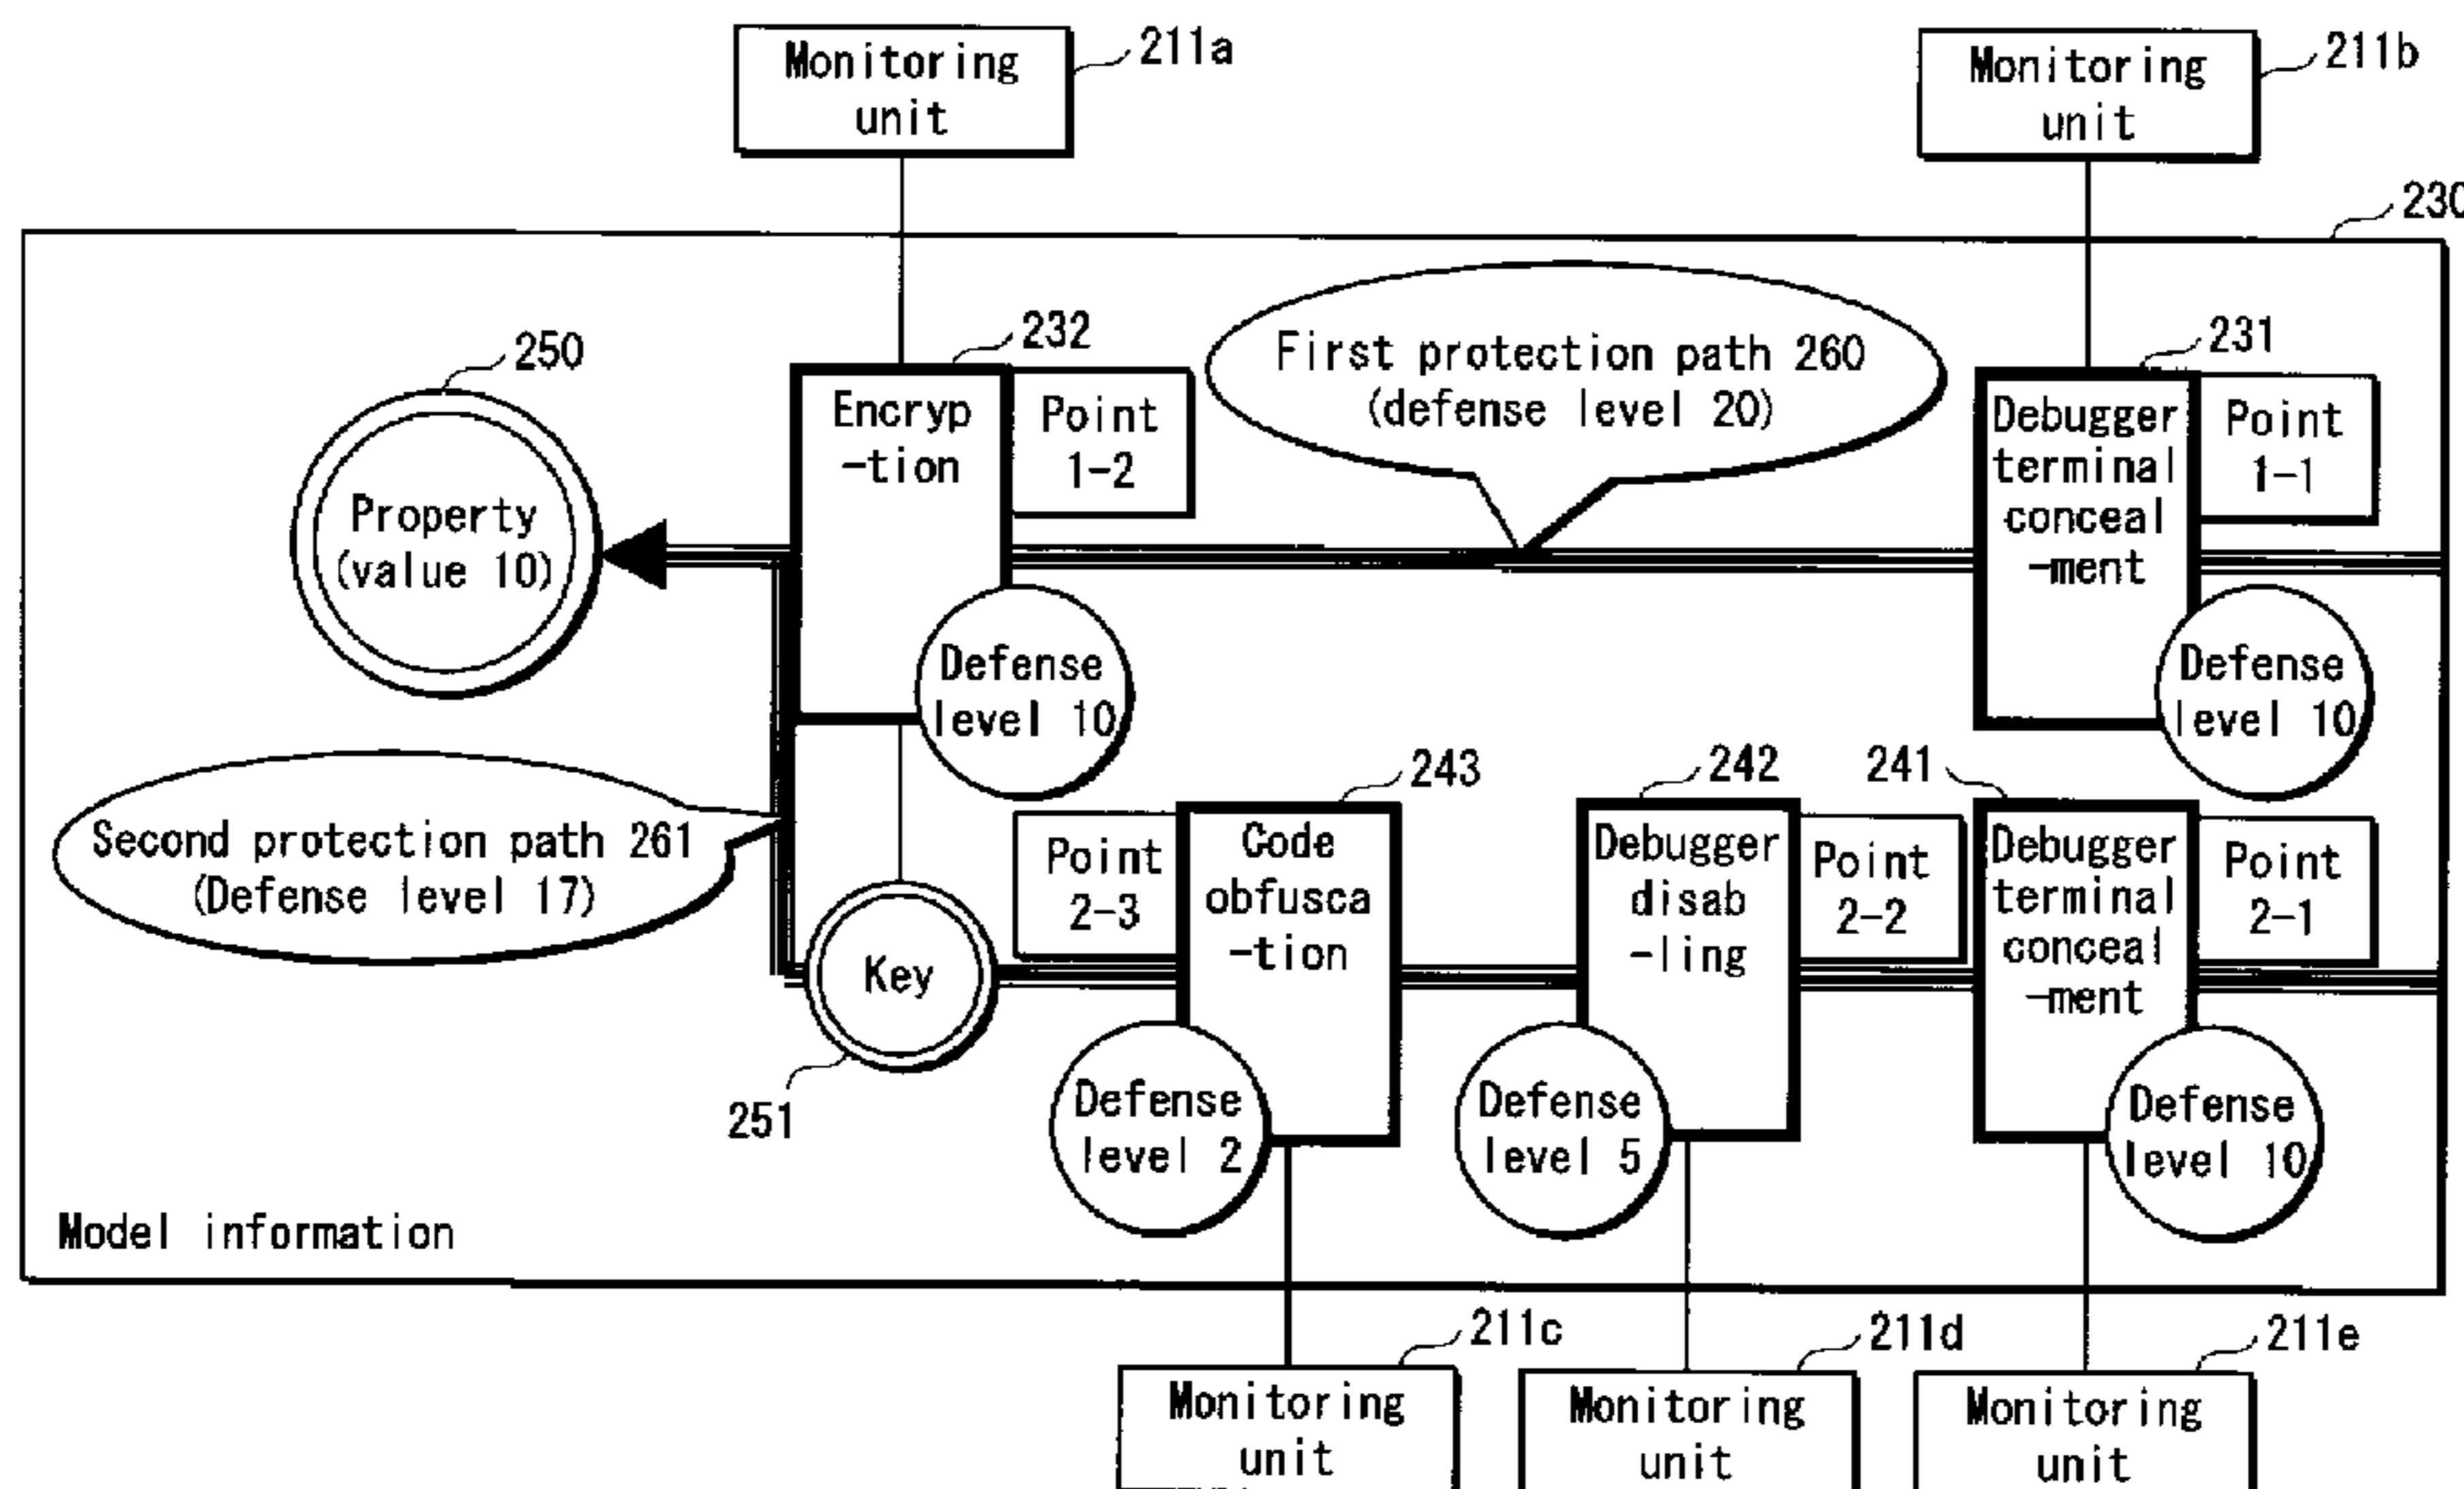 Monitoring
unit
211a
Monitoring
unit
211b
230
250
232
231
First protection path 260
(defense level 20)
Property
(value 10)
Encryp
-tion
Point
1-2
Debugger
terminal
conceal
-ment
Point
1-1
Defense
level 10
Defense
level 10
243
242
241
Second protection path 261
(Defense level 17)
Key
251
Point
2-3
Code
obfusca
-tion
Debugger
disab
-ling
Point
2-2
Debugger
terminal
conceal
-ment
Point
2-1
Defense
level 2
Defense
level 5
Defense
level 10
Model information
211c
211d
211e
Monitoring
unit
Monitoring
unit
Monitoring
unit